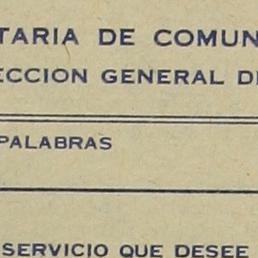 TARIA DE COMUN
ECCION GENERAL DE
PALABRAS
SERVICIO QUE DESEE